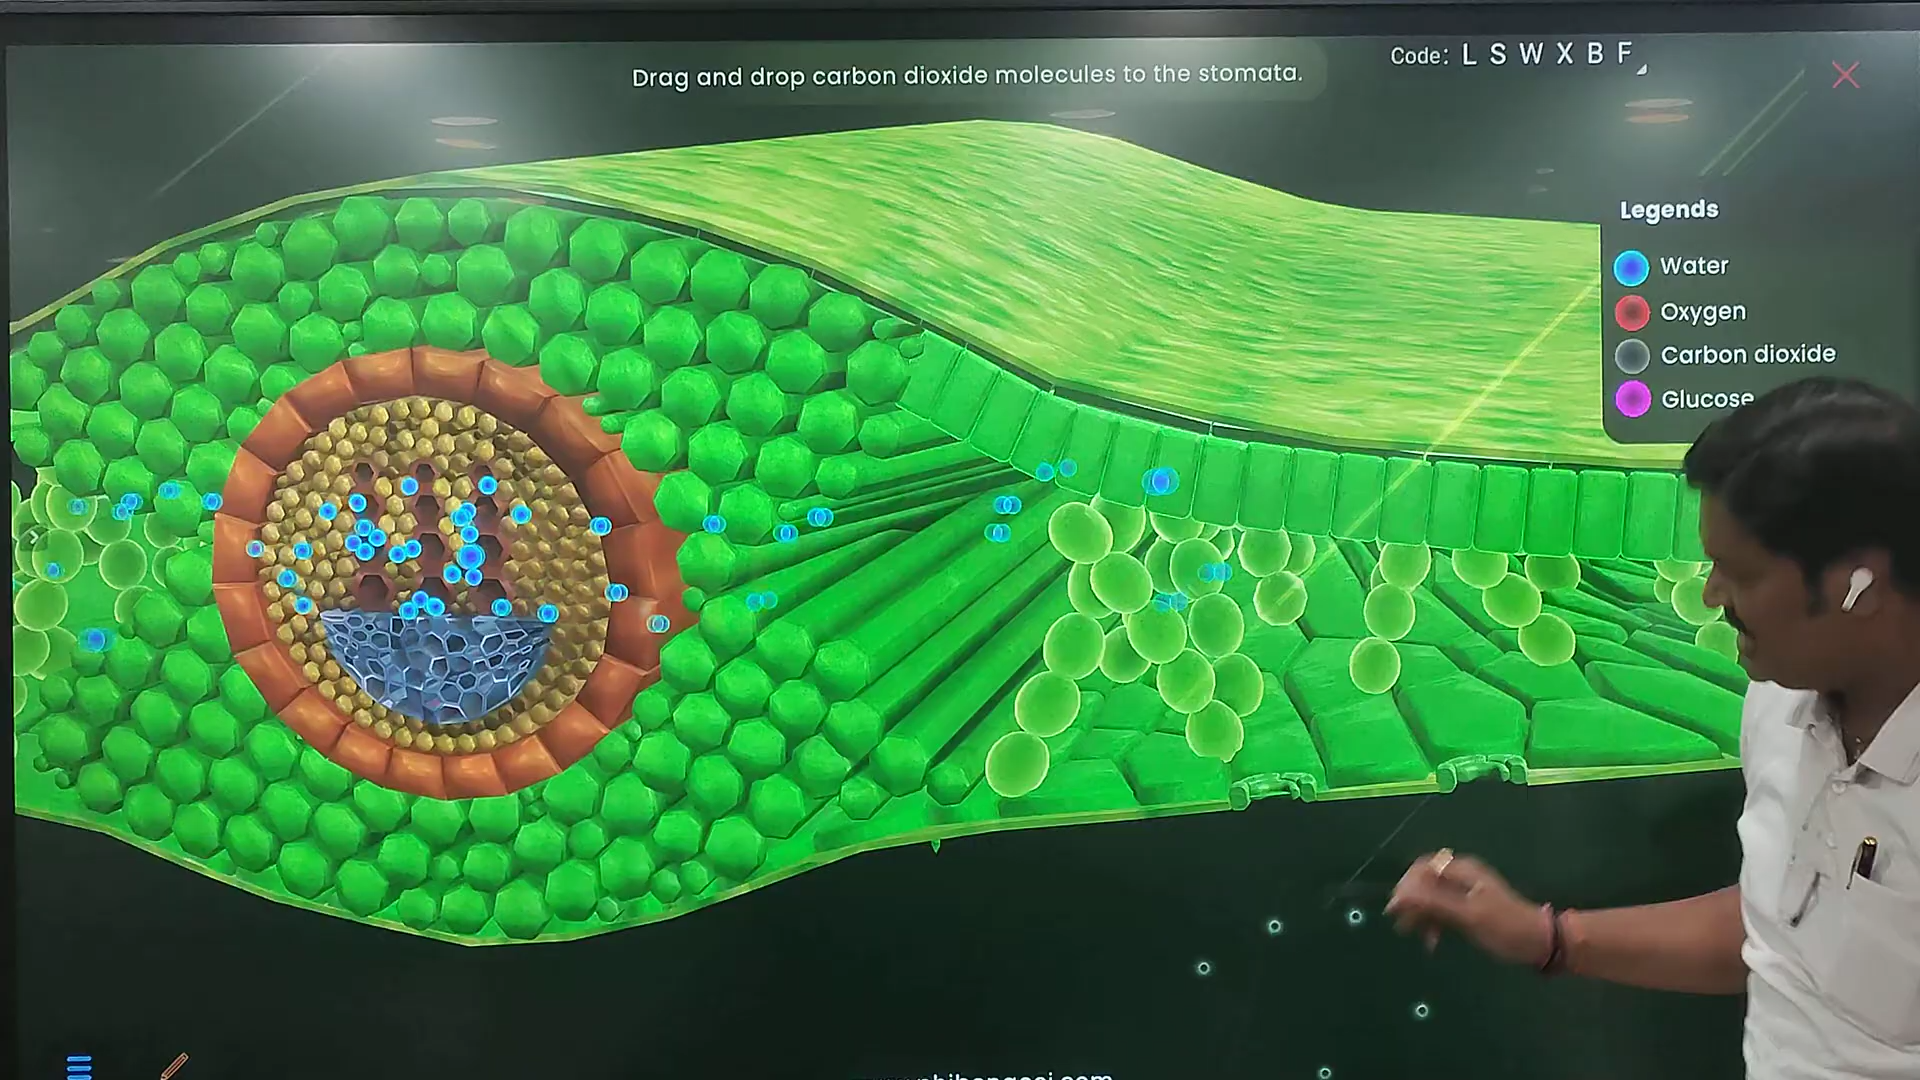 Drag and drop carbon dioxide molecules to the stomata.
Code: L S W X B F
Legends
Water
Oxygen
Carbon dioxide
Glucose